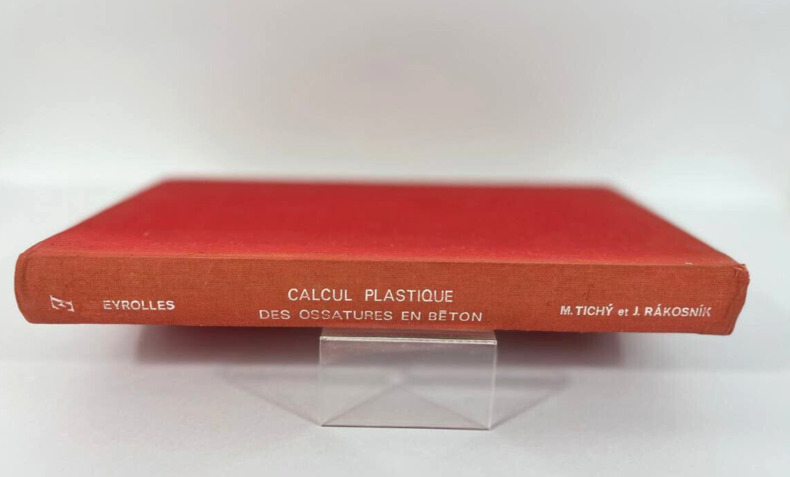 EYROLLES
CALCUL PLASTIQUE
DES OSSATURES EN BÉTON
M. TICHÝ et J. RÁKOSNÍK